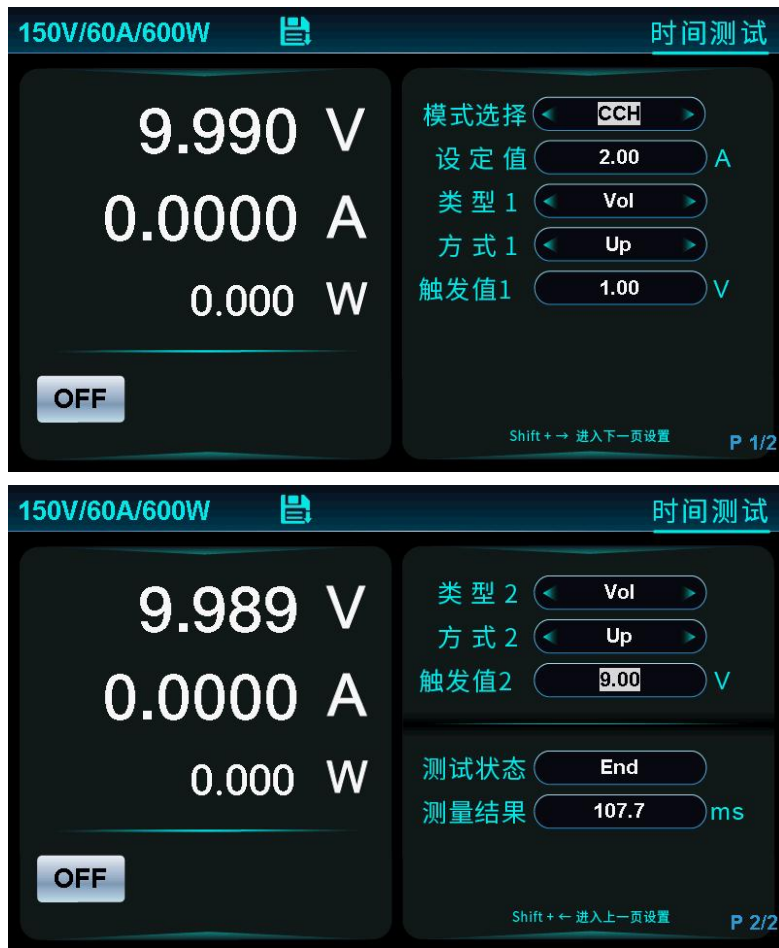 150V/60A/600W 时间测试
9.990 V
0.0000 A
0.000 W
OFF
模式选择 CCH
设定值 2.00 A
类型1 Vol
方式1 Up
触发值1 1.00 V
Shift + → 进入下一页设置
P 1/2
150V/60A/600W 时间测试
9.989 V
0.0000 A
0.000 W
OFF
类型2 Vol
方式2 Up
触发值2 9.00 V
测试状态 End
测量结果 107.7 ms
Shift + ← 进入上一页设置
P 2/2